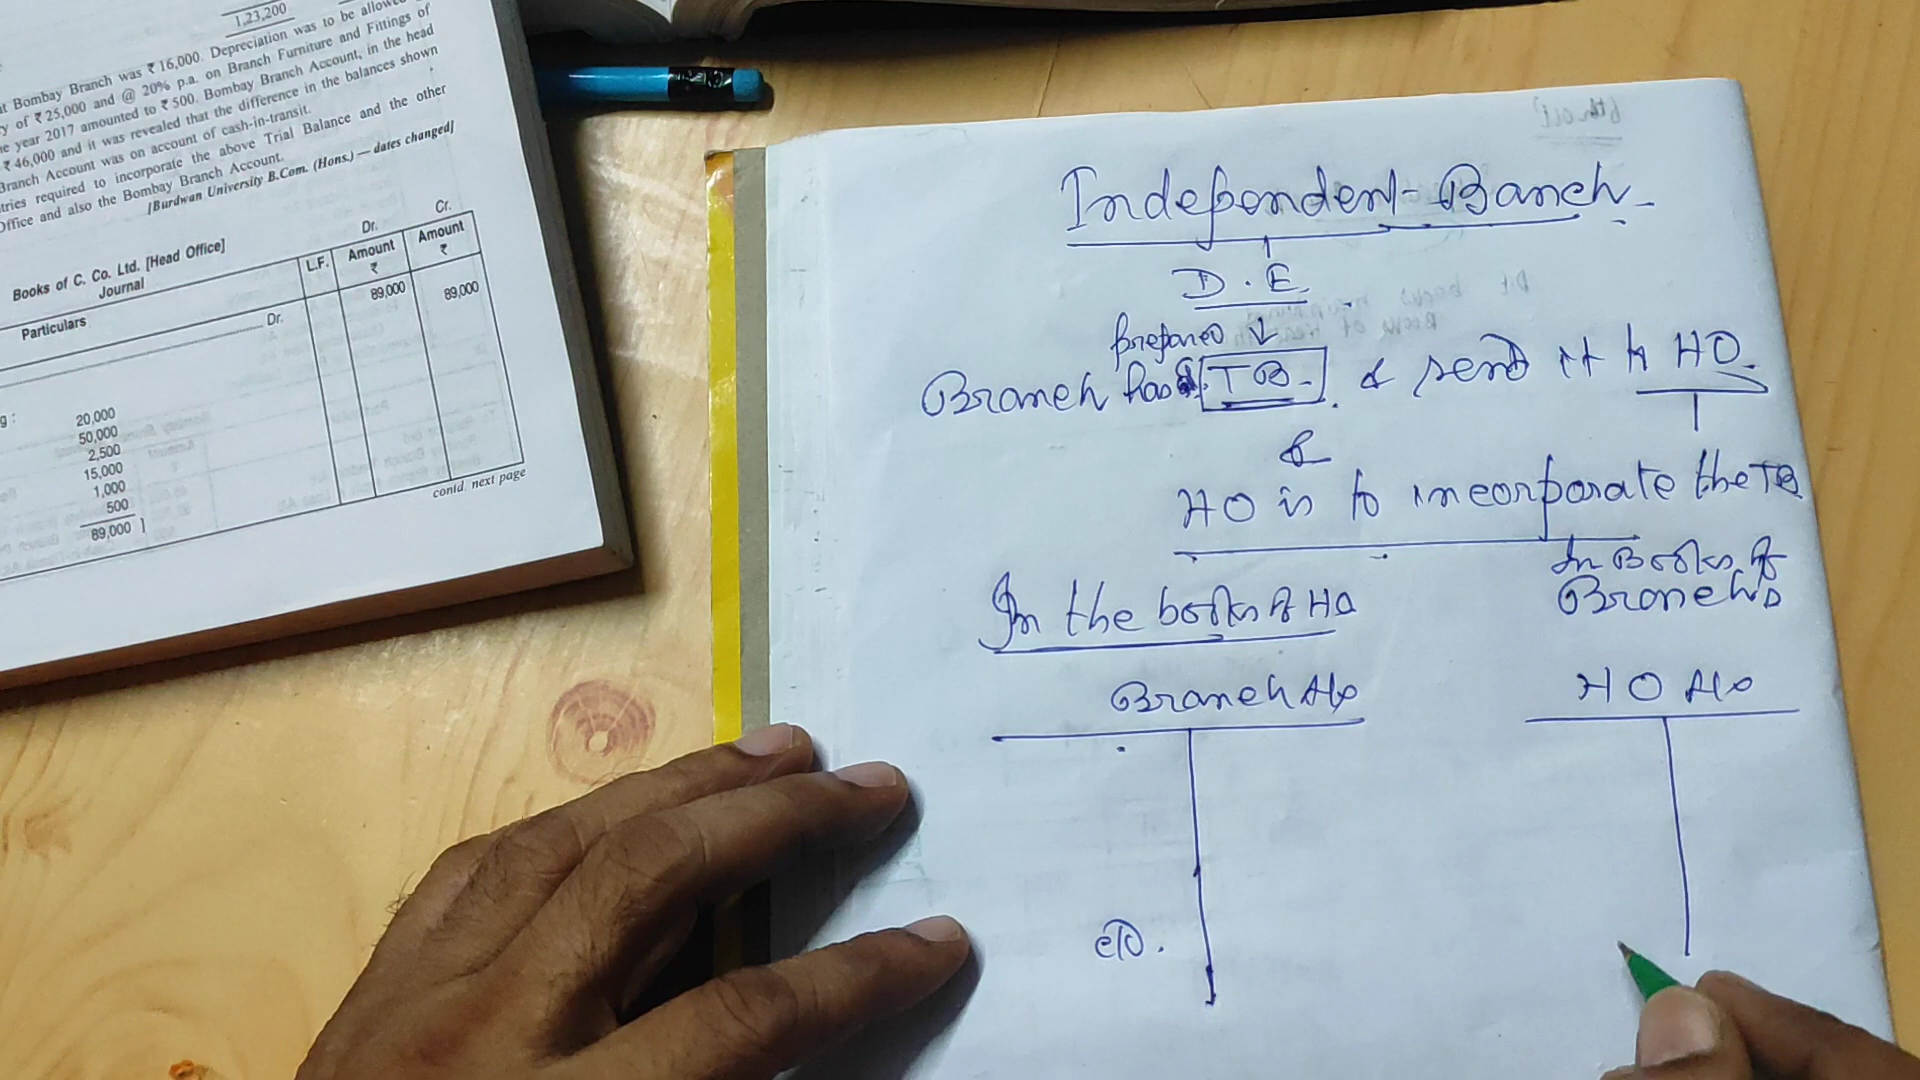 1,23,200
at Bombay Branch was ₹ 16,000. Depreciation was to be allowed
of ₹ 25,000 and @ 20% p.a. on Branch Furniture and Fittings of
year 2017 amounted to ₹ 500. Bombay Branch Account, in the head
₹ 46,000 and it was revealed that the difference in the balances shown
Branch Account was on account of cash-in-transit.
required to incorporate the above Trial Balance and the other
Office and also the Bombay Branch Account.
[Burdwan University B.Com. (Hons.) — dates changed]
Books of C. Co. Ltd. [Head Office]
Journal
Dr. Cr.
Particulars L.F. Amount ₹ Amount ₹
Dr. 89,000 89,000
20,000
50,000
2,500
15,000
1,000
500
89,000
contd. next page
Independent Banch
D.E.
prepared
Branch has T B. & send it to HO.
&
HO is to incorporate the TB
In the books of HO
In Books of
Branch
Branch A/c
HO A/c
etc.